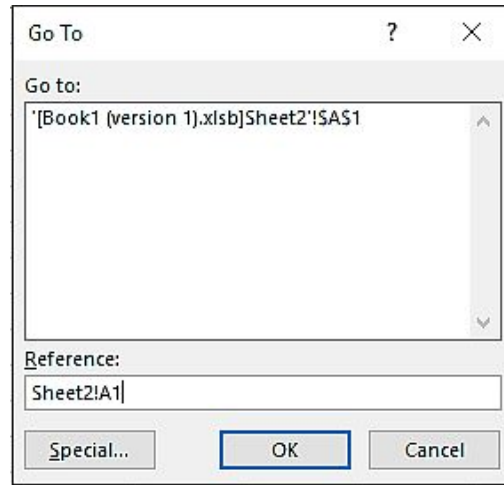 Go To ?
Go to:
'[Book1 (version 1).xlsb]Sheet2'!$A$1
Reference:
Sheet2!A1
Special... OK Cancel